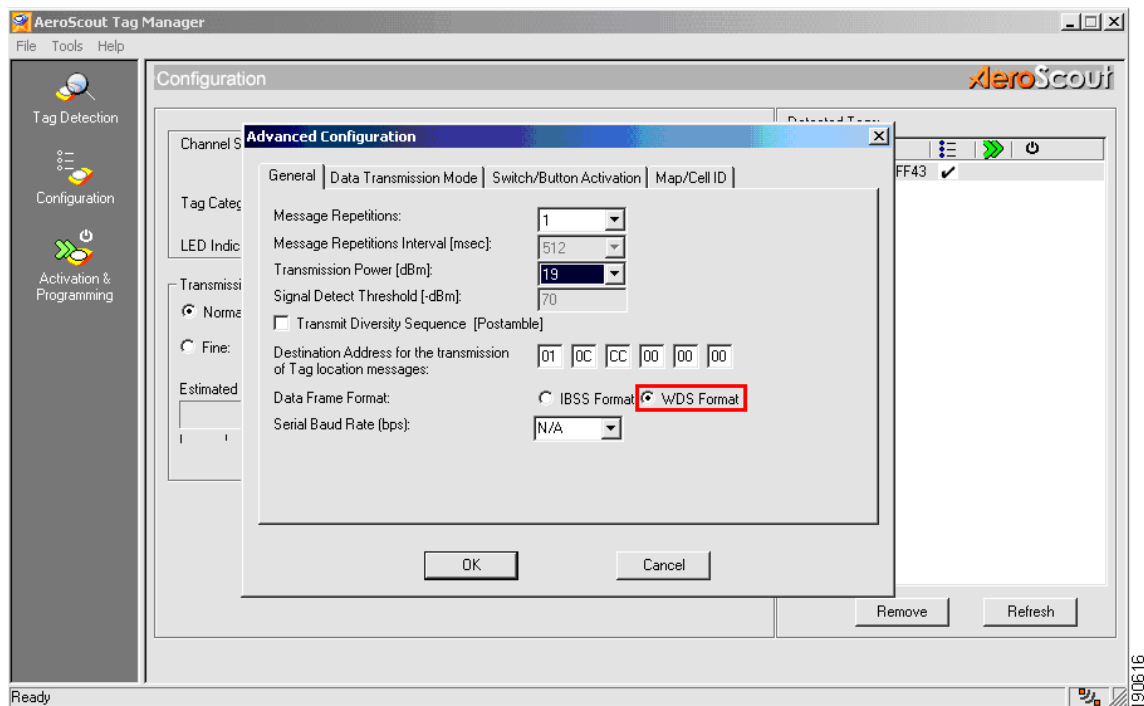 AeroScout Tag Manager
File Tools Help
Tag Detection
Configuration
Activation &
Programming
Configuration
AeroScout
Channel S
Tag Categ
LED Indic
Transmissi
Norma
Fine:
Estimated
Advanced Configuration
General
Data Transmission Mode
Switch/Button Activation
Map/Cell ID
Message Repetitions: 1
Message Repetitions Interval [msec]: 512
Transmission Power [dBm]: 19
Signal Detect Threshold [-dBm]: 70
Transmit Diversity Sequence [Postamble]
Destination Address for the transmission
of Tag location messages: 01 0C CC 00 00 00
Data Frame Format: IBSS Format WDS Format
Serial Baud Rate (bps): N/A
OK Cancel
FF43
Remove Refresh
Ready
190616